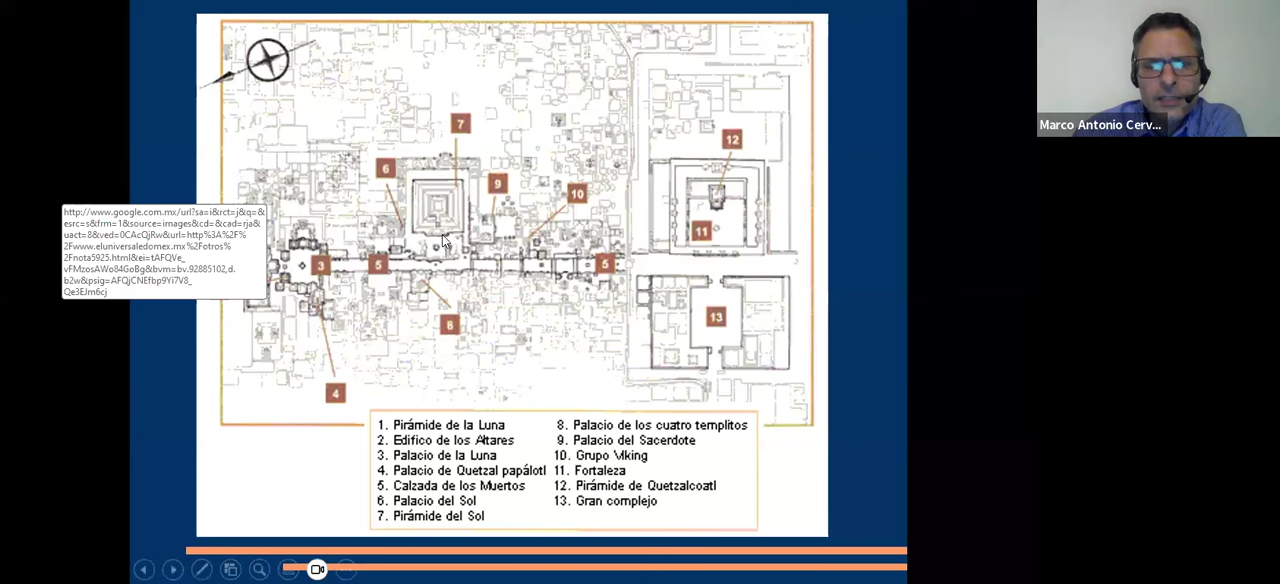 Marco Antonio Cerv...
7
12
6
9
10
http://www.google.com.mx/url?sa=i&rct=j&q=&
esrc=s&frm=1&source=images&cd=&cad=rja&
uact=8&ved=0CAcQjRw&url=http%3A%2F%
2Fwww.eluniversaledomex.mx%2Fotros%
2Fnota5925.html&ei=tAFQVe_
vFMzosAWo84GoBg&bvm=bv.92885102,d.
b2w&psig=AFQjCNEfbp9Yi7V8_
Qe3EJm6cj
11
3
5
5
8
13
4
1. Pirámide de la Luna
2. Edifico de los Altares
3. Palacio de la Luna
4. Palacio de Quetzal papálotl
5. Calzada de los Muertos
6. Palacio del Sol
7. Pirámide del Sol
8. Palacio de los cuatro templitos
9. Palacio del Sacerdote
10. Grupo Viking
11. Fortaleza
12. Pirámide de Quetzalcoatl
13. Gran complejo